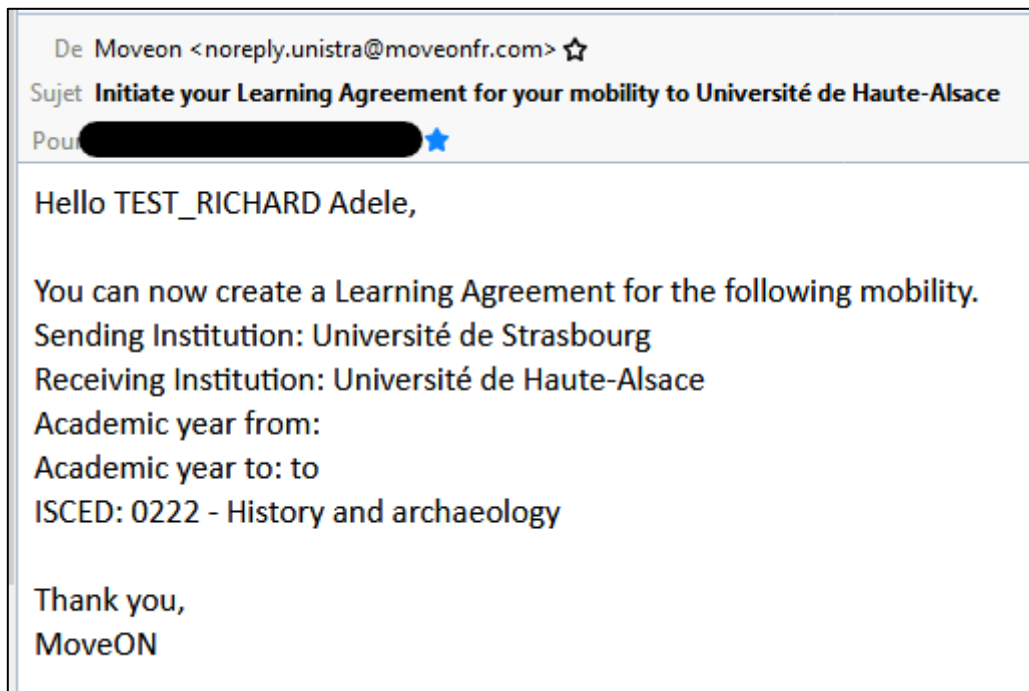 De Moveon <noreply.unistra@moveonfr.com>
Sujet Initiate your Learning Agreement for your mobility to Université de Haute-Alsace
Pour
Hello TEST_RICHARD Adele,
You can now create a Learning Agreement for the following mobility.
Sending Institution: Université de Strasbourg
Receiving Institution: Université de Haute-Alsace
Academic year from:
Academic year to: to
ISCED: 0222 - History and archaeology
Thank you,
MoveON